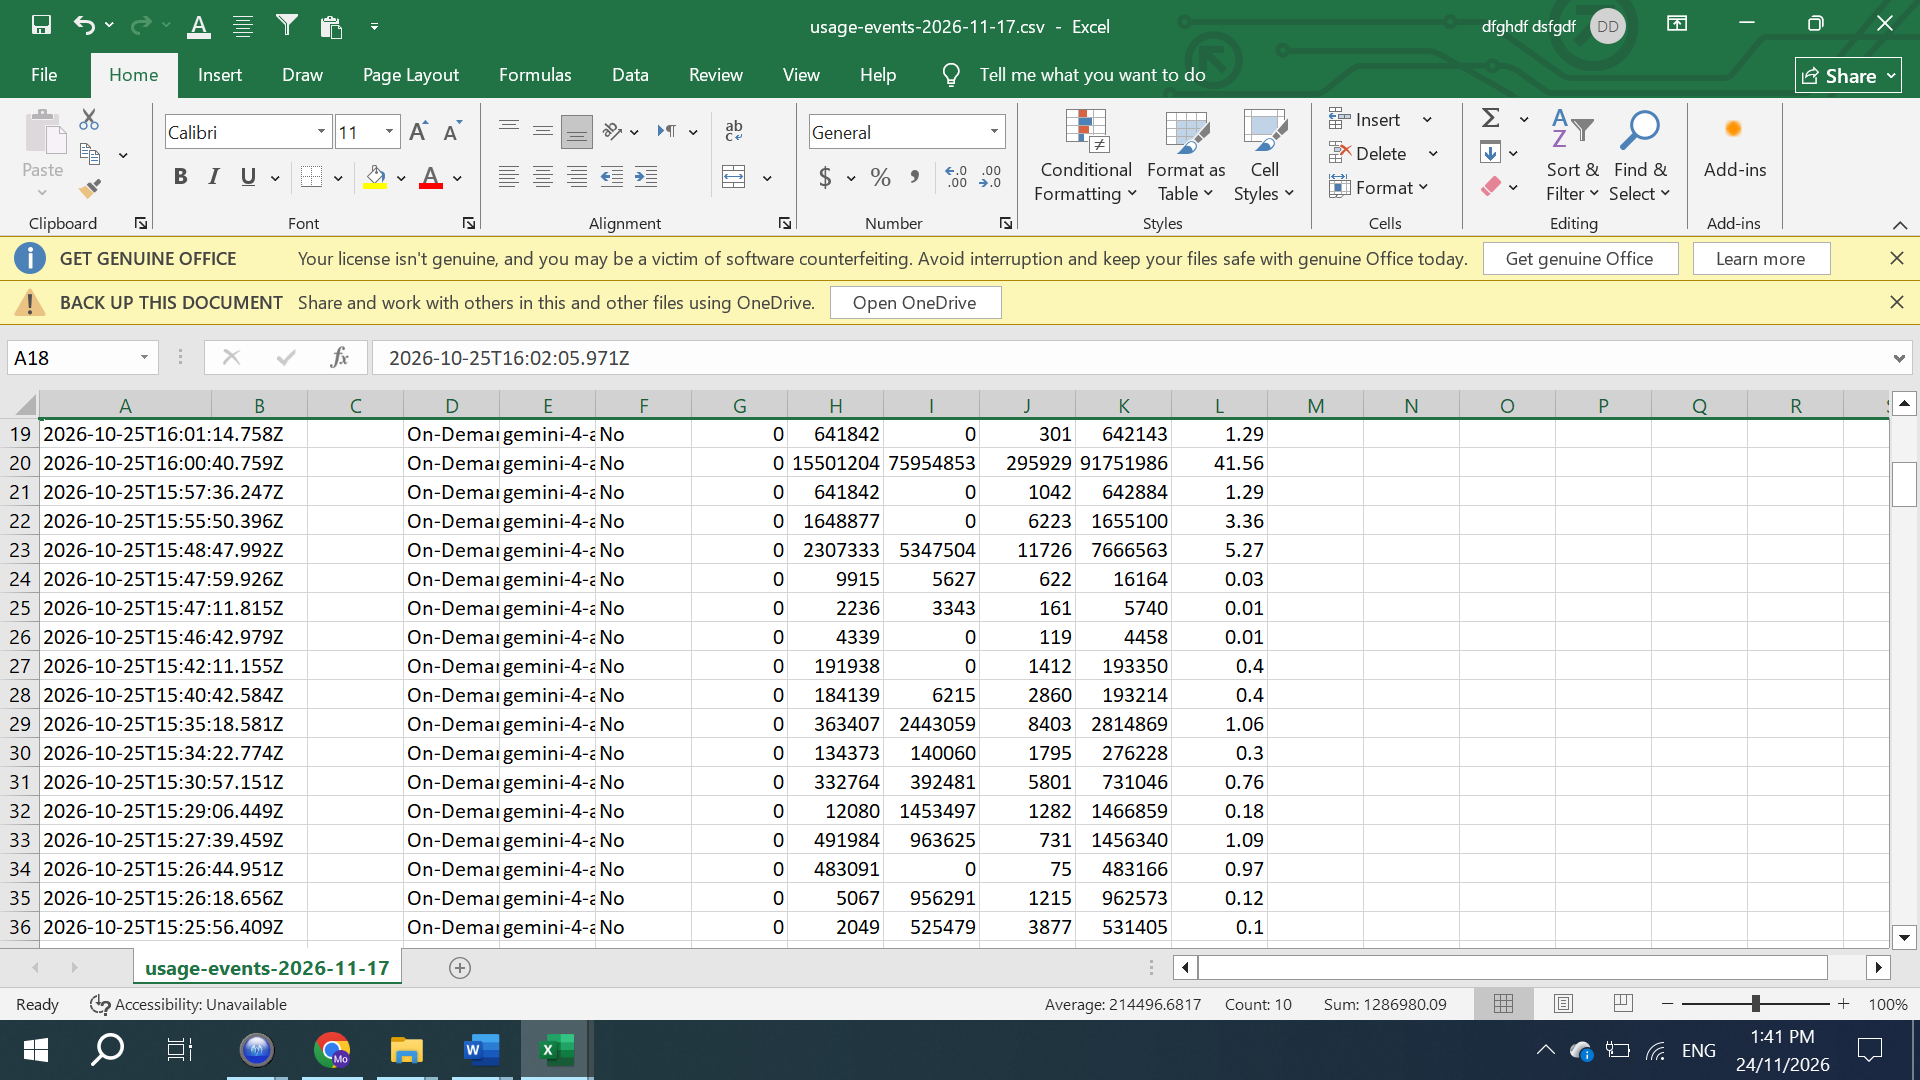 usage-events-2026-11-17.csv - Excel
dfghdf dsfgdf
DD
File Home Insert Draw Page Layout Formulas Data Review View Help Tell me what you want to do
Share
Paste
Calibri 11
General
Conditional Formatting
Format as Table
Cell Styles
Insert
Delete
Format
Sort & Filter
Find & Select
Add-ins
Clipboard Font Alignment Number Styles Cells Editing Add-ins
GET GENUINE OFFICE Your license isn't genuine, and you may be a victim of software counterfeiting. Avoid interruption and keep your files safe with genuine Office today. Get genuine Office Learn more
BACK UP THIS DOCUMENT Share and work with others in this and other files using OneDrive. Open OneDrive
A18 fx 2026-10-25T16:02:05.971Z
A B C D E F G H I J K L M N O P Q R
19 2026-10-25T16:01:14.758Z On-Demar gemini-4-a No 0 641842 0 301 642143 1.29
20 2026-10-25T16:00:40.759Z On-Demar gemini-4-a No 0 15501204 75954853 295929 91751986 41.56
21 2026-10-25T15:57:36.247Z On-Demar gemini-4-a No 0 641842 0 1042 642884 1.29
22 2026-10-25T15:55:50.396Z On-Demar gemini-4-a No 0 1648877 0 6223 1655100 3.36
23 2026-10-25T15:48:47.992Z On-Demar gemini-4-a No 0 2307333 5347504 11726 7666563 5.27
24 2026-10-25T15:47:59.926Z On-Demar gemini-4-a No 0 9915 5627 622 16164 0.03
25 2026-10-25T15:47:11.815Z On-Demar gemini-4-a No 0 2236 3343 161 5740 0.01
26 2026-10-25T15:46:42.979Z On-Demar gemini-4-a No 0 4339 0 119 4458 0.01
27 2026-10-25T15:42:11.155Z On-Demar gemini-4-a No 0 191938 0 1412 193350 0.4
28 2026-10-25T15:40:42.584Z On-Demar gemini-4-a No 0 184139 6215 2860 193214 0.4
29 2026-10-25T15:35:18.581Z On-Demar gemini-4-a No 0 363407 2443059 8403 2814869 1.06
30 2026-10-25T15:34:22.774Z On-Demar gemini-4-a No 0 134373 140060 1795 276228 0.3
31 2026-10-25T15:30:57.151Z On-Demar gemini-4-a No 0 332764 392481 5801 731046 0.76
32 2026-10-25T15:29:06.449Z On-Demar gemini-4-a No 0 12080 1453497 1282 1466859 0.18
33 2026-10-25T15:27:39.459Z On-Demar gemini-4-a No 0 491984 963625 731 1456340 1.09
34 2026-10-25T15:26:44.951Z On-Demar gemini-4-a No 0 483091 0 75 483166 0.97
35 2026-10-25T15:26:18.656Z On-Demar gemini-4-a No 0 5067 956291 1215 962573 0.12
36 2026-10-25T15:25:56.409Z On-Demar gemini-4-a No 0 2049 525479 3877 531405 0.1
usage-events-2026-11-17
Ready Accessibility: Unavailable Average: 214496.6817 Count: 10 Sum: 1286980.09 100%
ENG
1:41 PM
24/11/2026